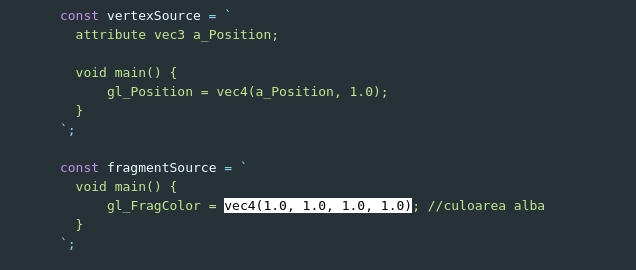 const vertexSource = `
attribute vec3 a_Position;
void main() {
gl_Position = vec4(a_Position, 1.0);
}
`;
const fragmentSource = `
void main() {
gl_FragColor = vec4(1.0, 1.0, 1.0, 1.0); //culoarea alba
}
`;